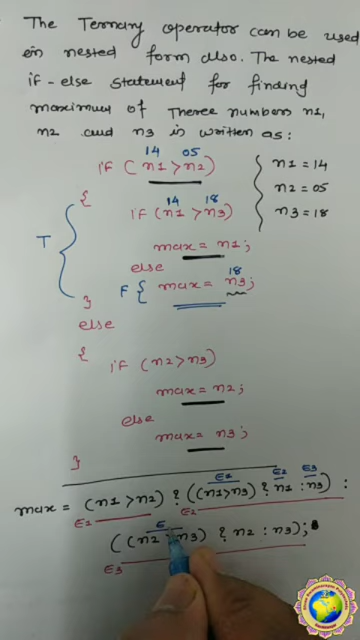 The Ternary operator can be used
in nested form also. The nested
if-else statement for finding
maximum of Theree numbers n1,
n2 and n3 is written as:
14 05
if (n1 > n2)
n1 = 14
{
n2 = 05
14 18
if (n1 > n3)
n3 = 18
T
max = n1;
else
18
F { max = n3;
}
else
{ if (n2 > n3)
max = n2;
else
max = n3;
}
E1 E2 E3
max = (n1 > n2) ? ((n1 > n3) ? n1 : n3) :
E1 E2
E
((n2 > n3) ? n2 : n3);
E3